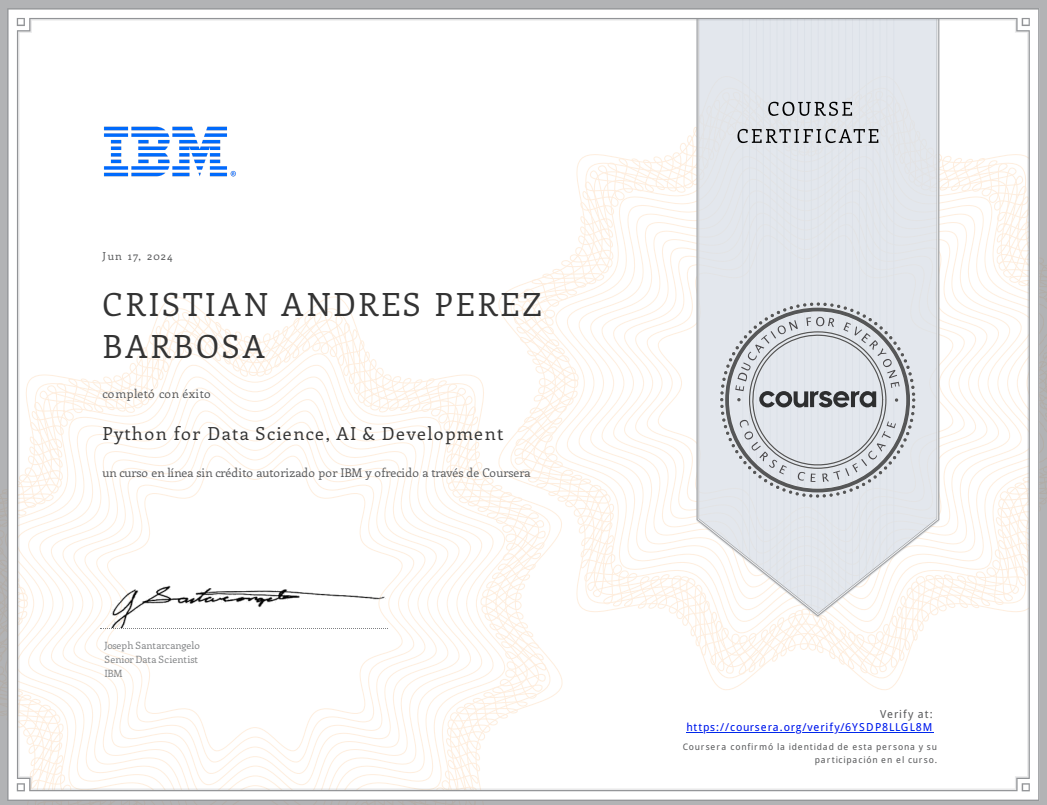 COURSE
CERTIFICATE
IBM®
Jun 17, 2024
CRISTIAN ANDRES PEREZ
BARBOSA
completó con éxito
Python for Data Science, AI & Development
un curso en línea sin crédito autorizado por IBM y ofrecido a través de Coursera
EDUCATION FOR EVERYONE
coursera
COURSE CERTIFICATE
Joseph Santarcangelo
Senior Data Scientist
IBM
Verify at:
https://coursera.org/verify/6YSDP8LLGL8M
Coursera confirmó la identidad de esta persona y su
participación en el curso.